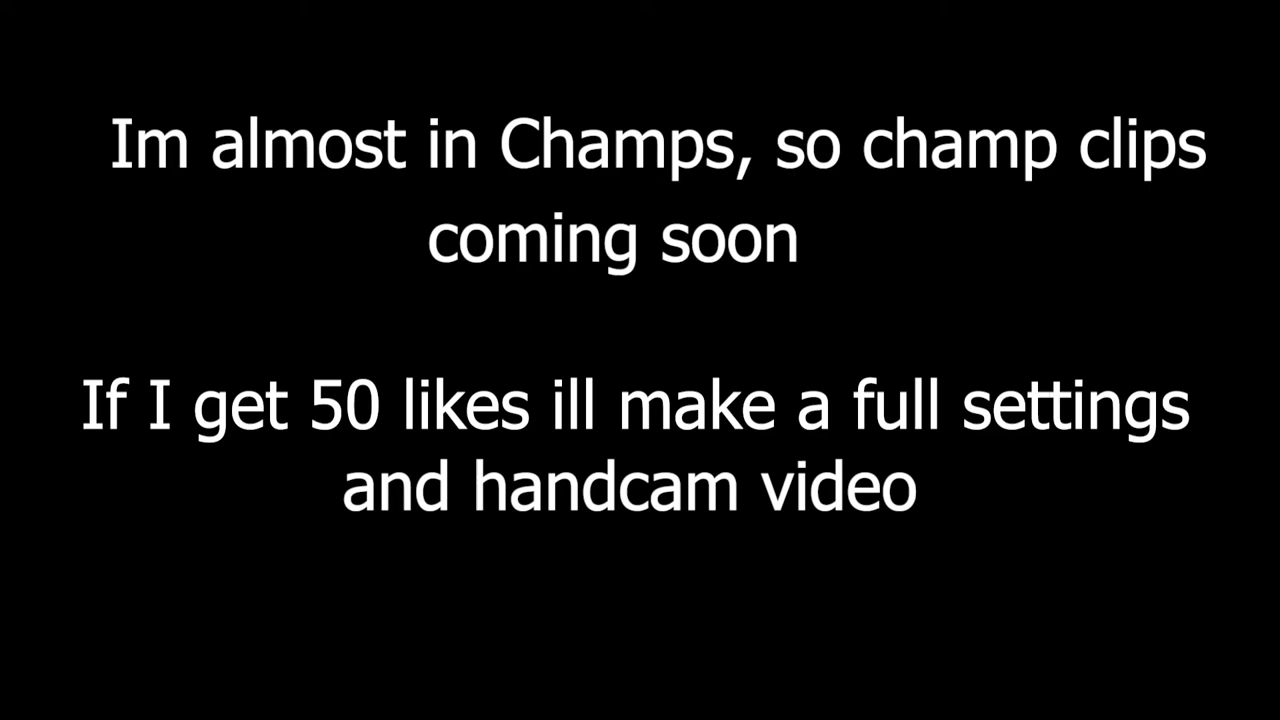 Im almost in Champs, so champ clips
coming soon
If I get 50 likes ill make a full settings
and handcam video